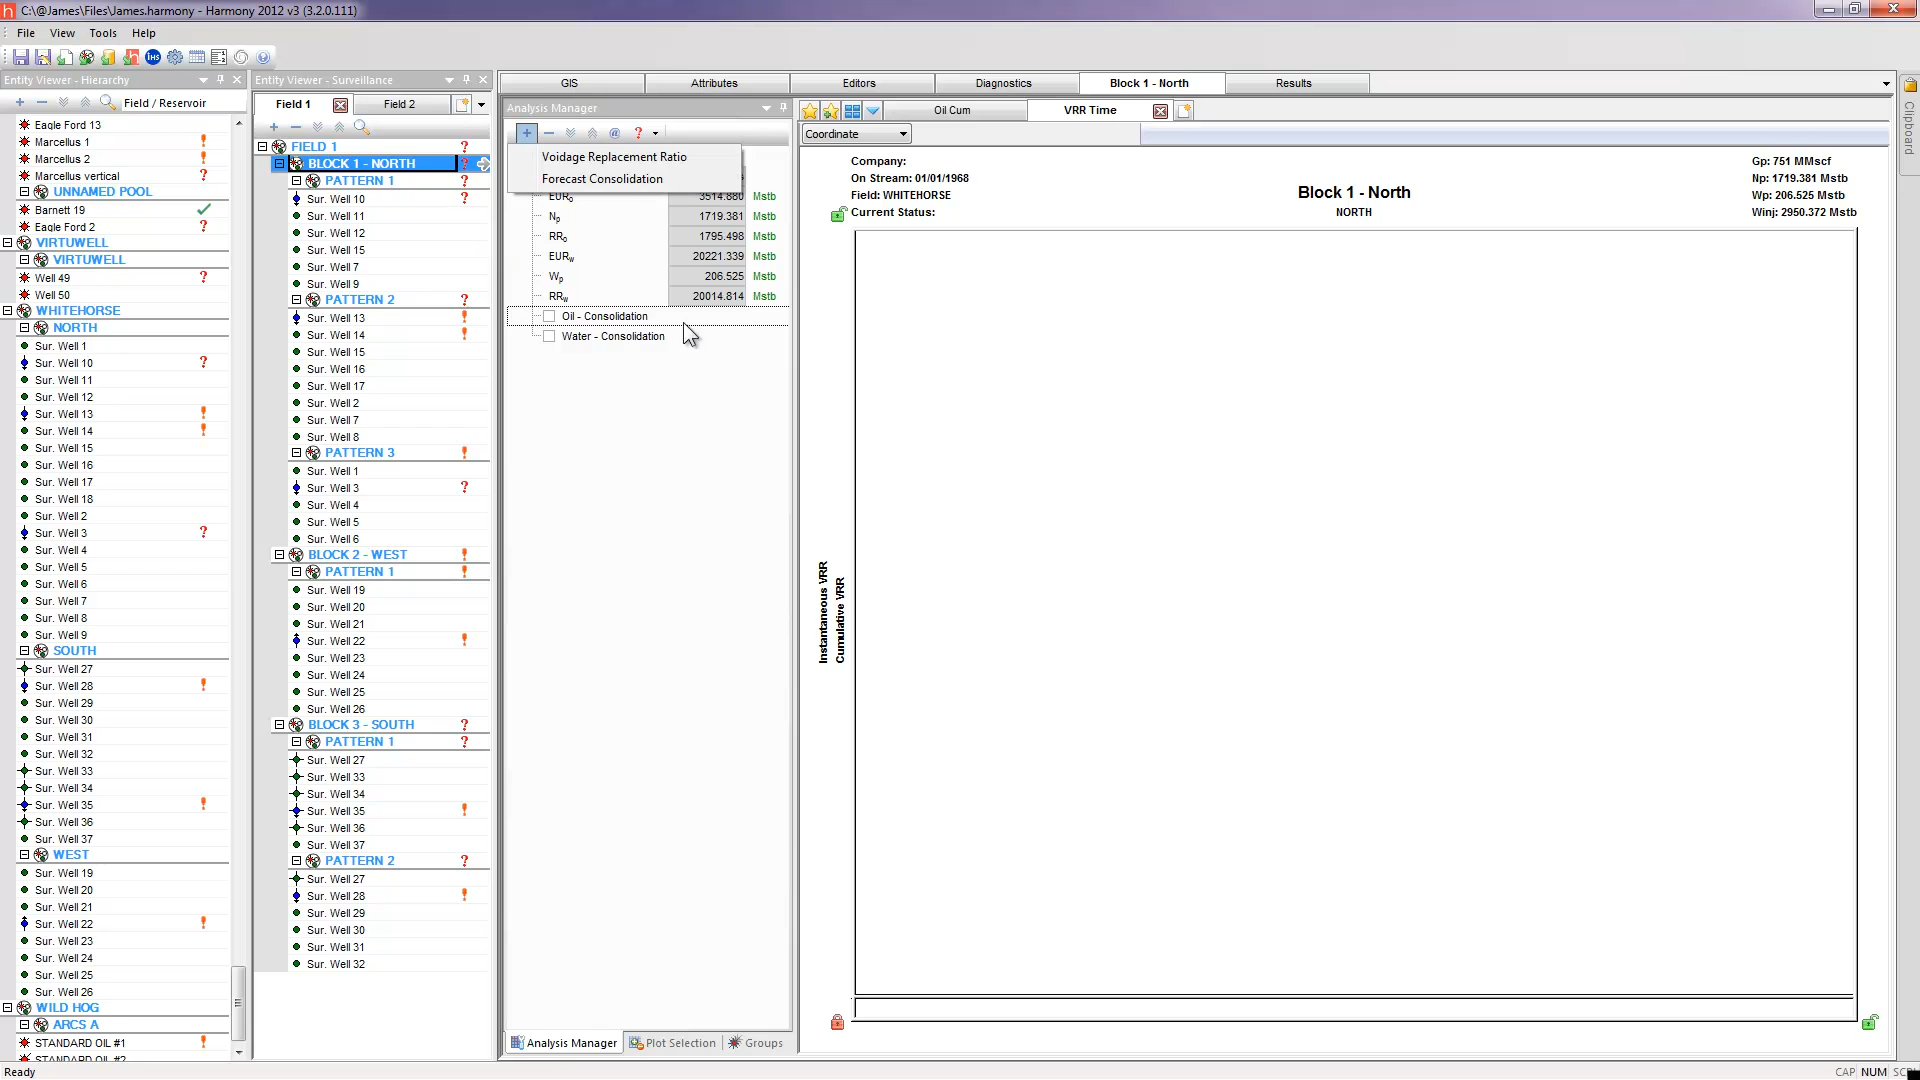 C:\@James\Files\James.harmony - Harmony 2012 v3 (3.2.0.111)
File View Tools Help
Entity Viewer - Hierarchy
Field / Reservoir
Eagle Ford 13
Marcellus 1
Marcellus 2
Marcellus vertical
UNNAMED POOL
Barnett 19
Eagle Ford 2
VIRTUWELL
VIRTUWELL
Well 49
Well 50
WHITEHORSE
NORTH
Sur. Well 1
Sur. Well 10
Sur. Well 11
Sur. Well 12
Sur. Well 13
Sur. Well 14
Sur. Well 15
Sur. Well 16
Sur. Well 17
Sur. Well 18
Sur. Well 2
Sur. Well 3
Sur. Well 4
Sur. Well 5
Sur. Well 6
Sur. Well 7
Sur. Well 8
Sur. Well 9
SOUTH
Sur. Well 27
Sur. Well 28
Sur. Well 29
Sur. Well 30
Sur. Well 31
Sur. Well 32
Sur. Well 33
Sur. Well 34
Sur. Well 35
Sur. Well 36
Sur. Well 37
WEST
Sur. Well 19
Sur. Well 20
Sur. Well 21
Sur. Well 22
Sur. Well 23
Sur. Well 24
Sur. Well 25
Sur. Well 26
WILD HOG
ARCS A
STANDARD OIL #1
STANDARD OIL #2
Entity Viewer - Surveillance
Field 1 Field 2
FIELD 1
BLOCK 1 - NORTH
PATTERN 1
Sur. Well 10
Sur. Well 11
Sur. Well 12
Sur. Well 15
Sur. Well 7
Sur. Well 9
PATTERN 2
Sur. Well 13
Sur. Well 14
Sur. Well 15
Sur. Well 16
Sur. Well 17
Sur. Well 2
Sur. Well 7
Sur. Well 8
PATTERN 3
Sur. Well 1
Sur. Well 3
Sur. Well 4
Sur. Well 5
Sur. Well 6
BLOCK 2 - WEST
PATTERN 1
Sur. Well 19
Sur. Well 20
Sur. Well 21
Sur. Well 22
Sur. Well 23
Sur. Well 24
Sur. Well 25
Sur. Well 26
BLOCK 3 - SOUTH
PATTERN 1
Sur. Well 27
Sur. Well 33
Sur. Well 34
Sur. Well 35
Sur. Well 36
Sur. Well 37
PATTERN 2
Sur. Well 27
Sur. Well 28
Sur. Well 29
Sur. Well 30
Sur. Well 31
Sur. Well 32
GIS Attributes Editors Diagnostics Block 1 - North Results
Analysis Manager
Voidage Replacement Ratio
Forecast Consolidation
EURo 3514.880 Mstb
Np 1719.381 Mstb
RRo 1795.498 Mstb
EURw 20221.339 Mstb
Wp 206.525 Mstb
RRw 20014.814 Mstb
Oil - Consolidation
Water - Consolidation
Analysis Manager Plot Selection Groups
Oil Cum VRR Time
Coordinate
Company:
On Stream: 01/01/1968
Field: WHITEHORSE
Current Status:
Block 1 - North
NORTH
Gp: 751 MMscf
Np: 1719.381 Mstb
Wp: 206.525 Mstb
Winj: 2950.372 Mstb
Instantaneous VRR
Cumulative VRR
Clipboard
Ready
CAP NUM